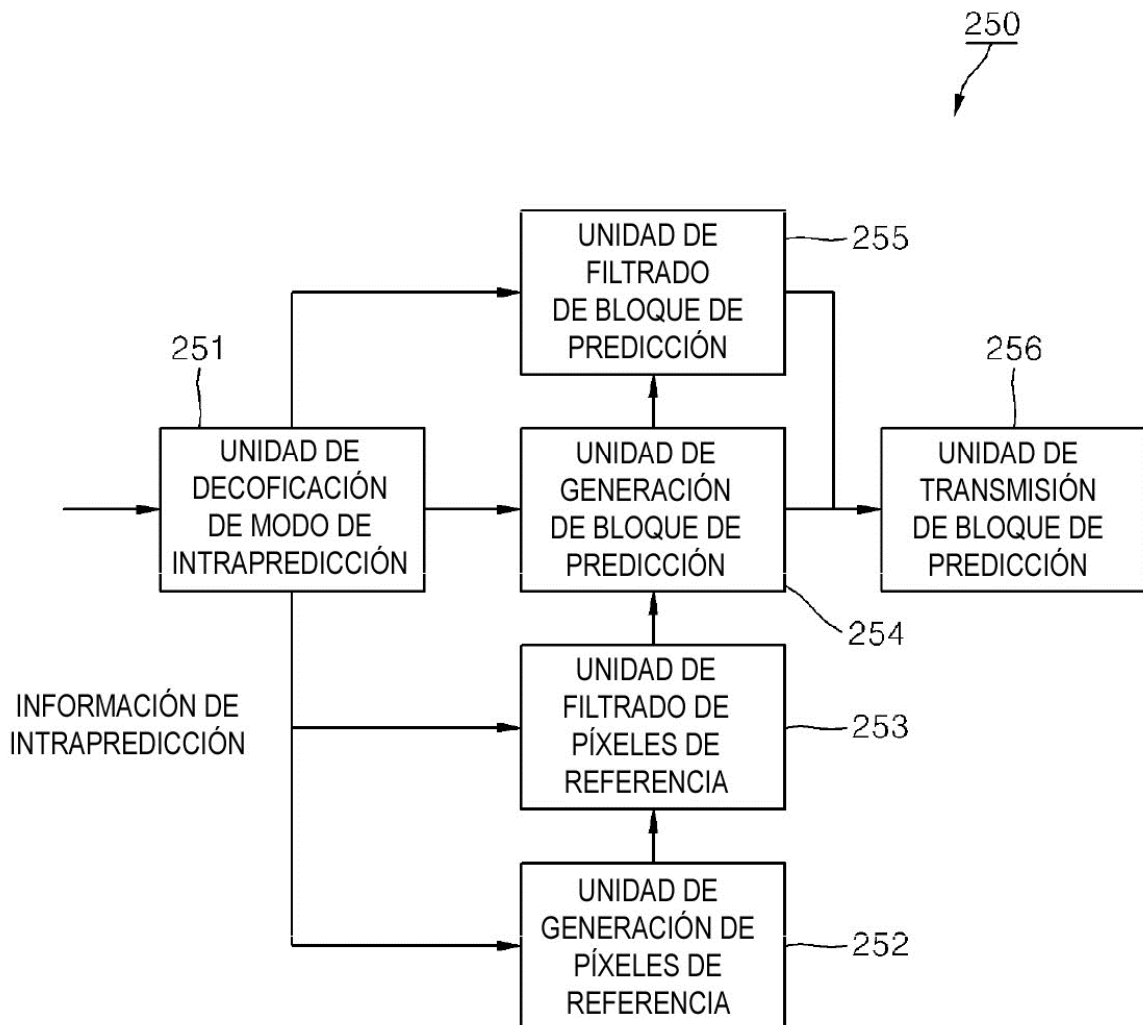 250
UNIDAD DE
FILTRADO
DE BLOQUE DE
PREDICCIÓN
255
251
256
UNIDAD DE
DECOFICACIÓN
DE MODO DE
INTRAPREDICCIÓN
UNIDAD DE
GENERACIÓN
DE BLOQUE DE
PREDICCIÓN
UNIDAD DE
TRANSMISIÓN
DE BLOQUE DE
PREDICCIÓN
254
INFORMACIÓN DE
INTRAPREDICCIÓN
UNIDAD DE
FILTRADO DE
PÍXELES DE
REFERENCIA
253
UNIDAD DE
GENERACIÓN DE
PÍXELES DE
REFERENCIA
252